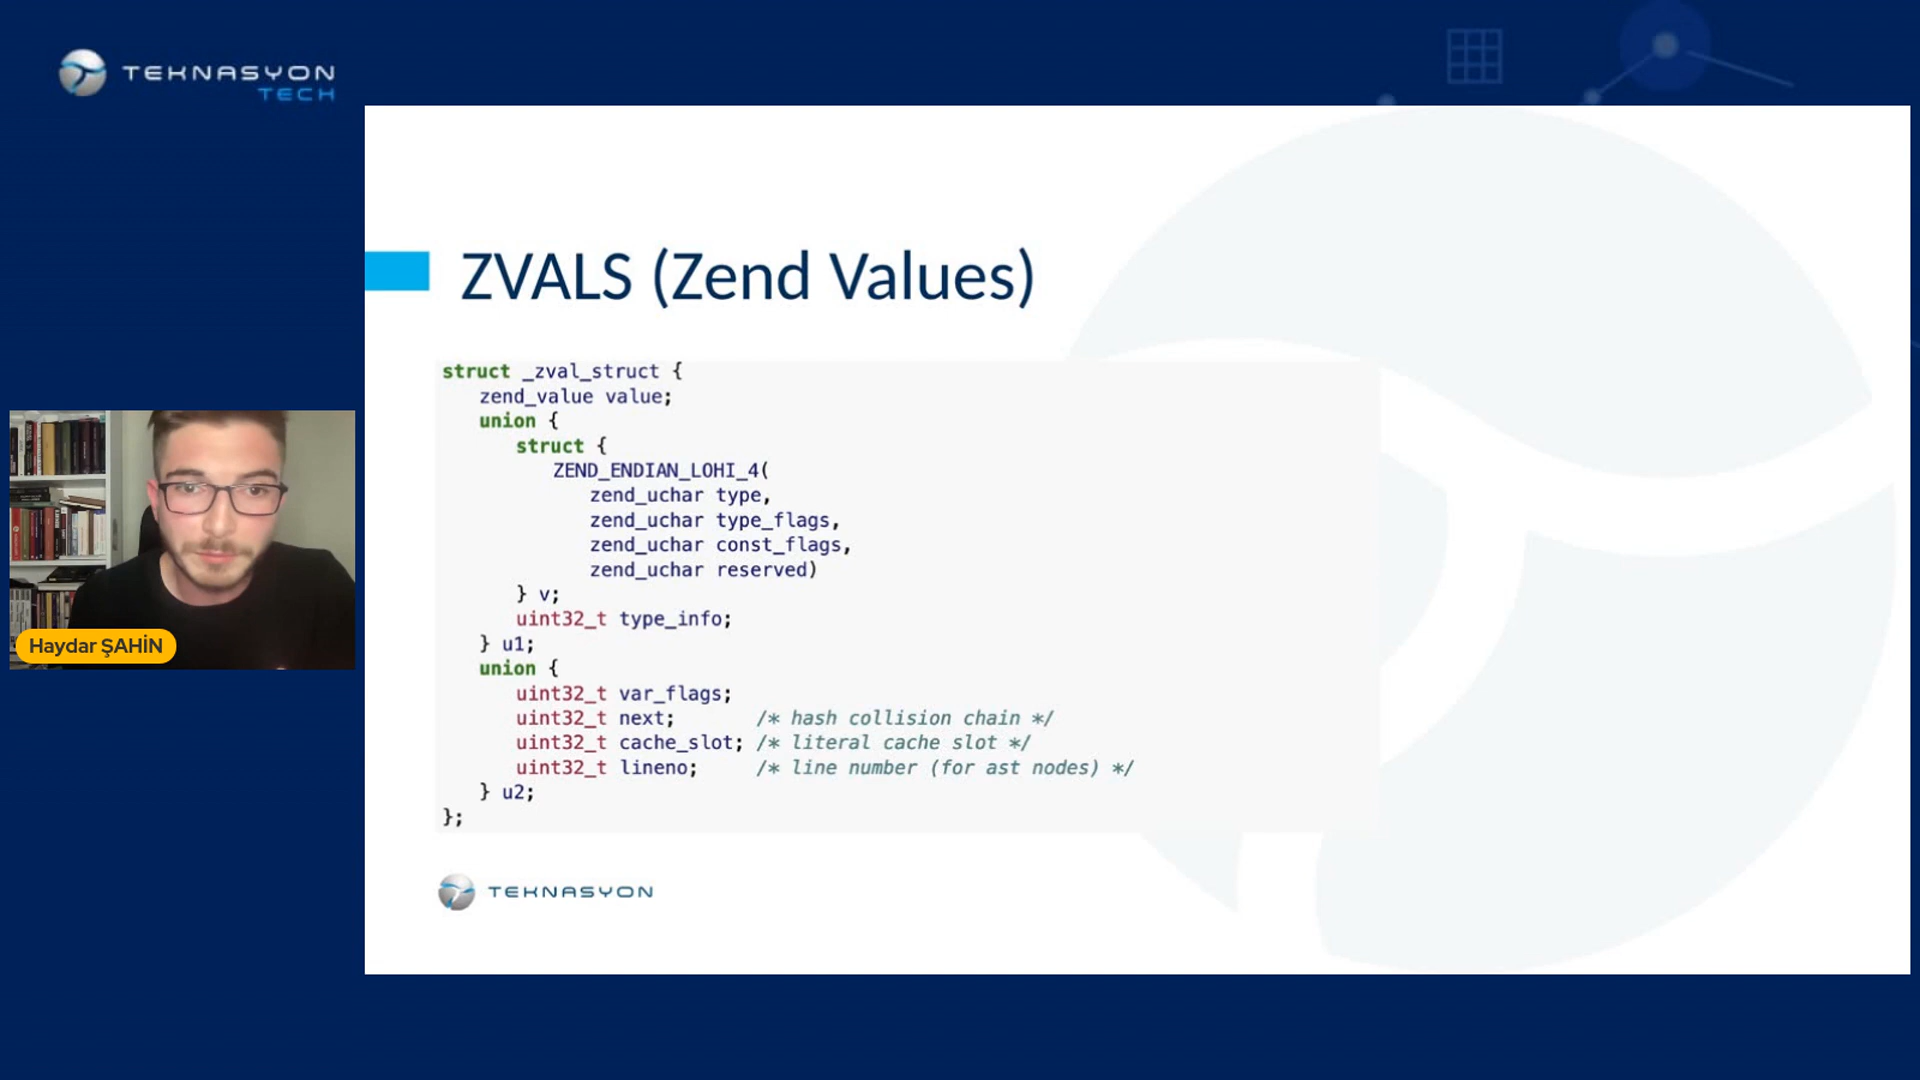 TEKNASYON
TECH
ZVALS (Zend Values)
struct _zval_struct {
zend_value value;
union {
struct {
ZEND_ENDIAN_LOHI_4(
zend_uchar type,
zend_uchar type_flags,
zend_uchar const_flags,
zend_uchar reserved)
} v;
uint32_t type_info;
} u1;
union {
uint32_t var_flags;
uint32_t next; /* hash collision chain */
uint32_t cache_slot; /* literal cache slot */
uint32_t lineno; /* line number (for ast nodes) */
} u2;
};
Haydar ŞAHİN
TEKNASYON